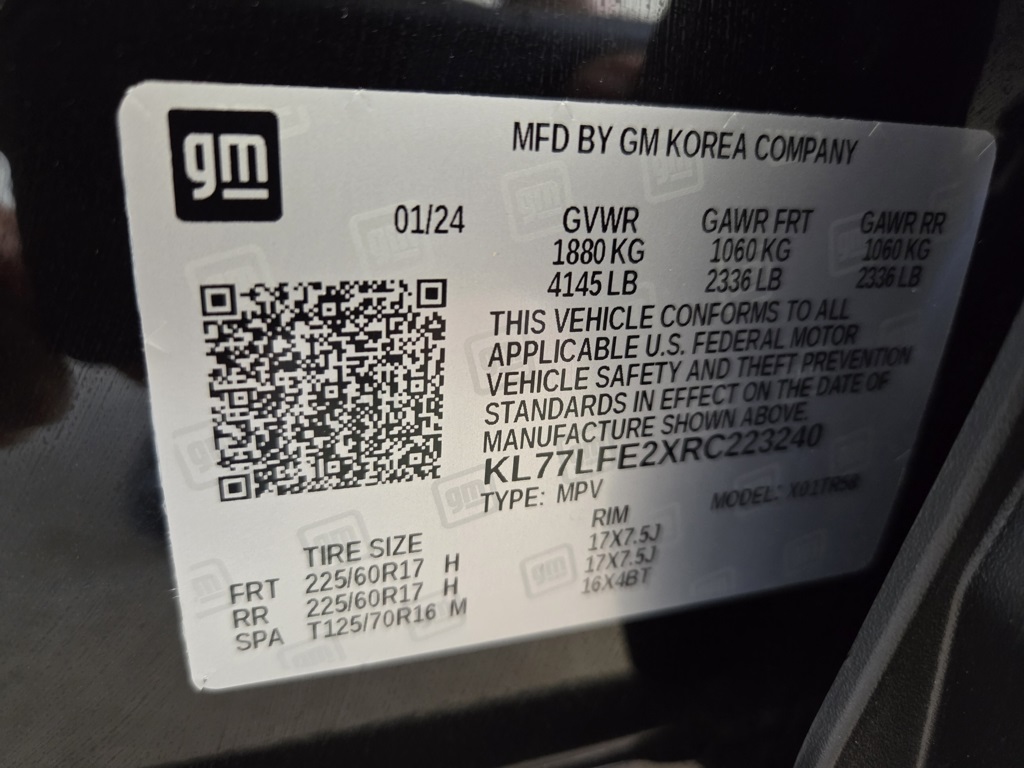 gm
MFD BY GM KOREA COMPANY
01/24 GVWR GAWR FRT GAWR RR
1880 KG 1060 KG 1060 KG
4145 LB 2336 LB 2336 LB
THIS VEHICLE CONFORMS TO ALL
APPLICABLE U.S. FEDERAL MOTOR
VEHICLE SAFETY AND THEFT PREVENTION
STANDARDS IN EFFECT ON THE DATE OF
MANUFACTURE SHOWN ABOVE.
KL77LFE2XRC223240
TYPE: MPV MODEL:
TIRE SIZE RIM
FRT 225/60R17 H 17X7.5J
RR 225/60R17 H 17X7.5J
SPA T125/70R16 M 16X4BT